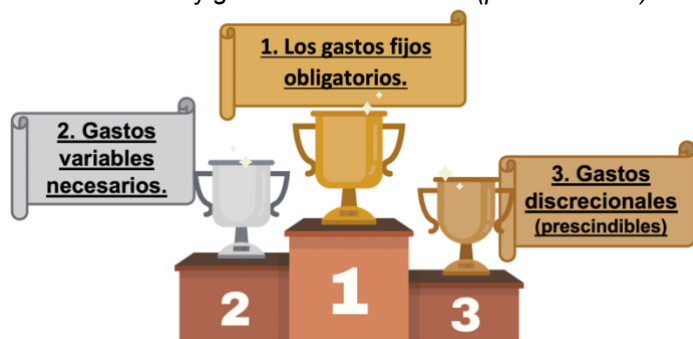 1. Los gastos fijos
obligatorios.
2. Gastos
variables
necesarios.
3. Gastos
discrecionales
(prescindibles)
2
1
3